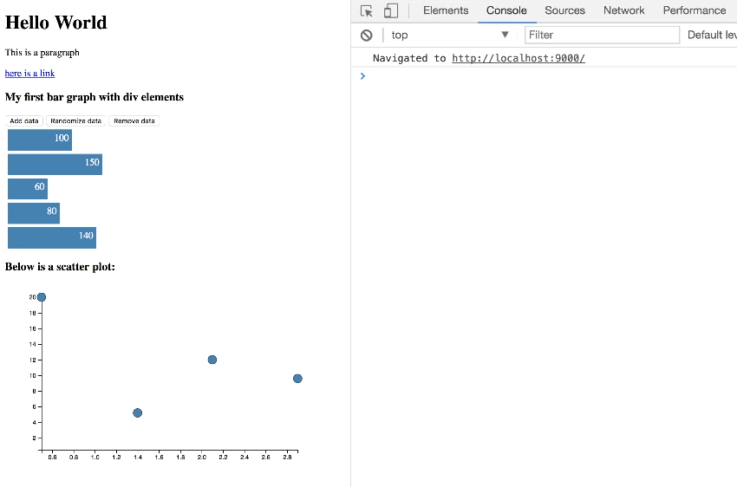 Hello World
This is a paragraph
here is a link
My first bar graph with div elements
Add data Randomize data Remove data
100
150
60
80
140
Below is a scatter plot:
20
18
16
14
12
10
8
6
4
2
0.6 0.8 1.0 1.2 1.4 1.6 1.8 2.0 2.2 2.4 2.6 2.8
Elements Console Sources Network Performance
top Filter Default lev
Navigated to http://localhost:9000/